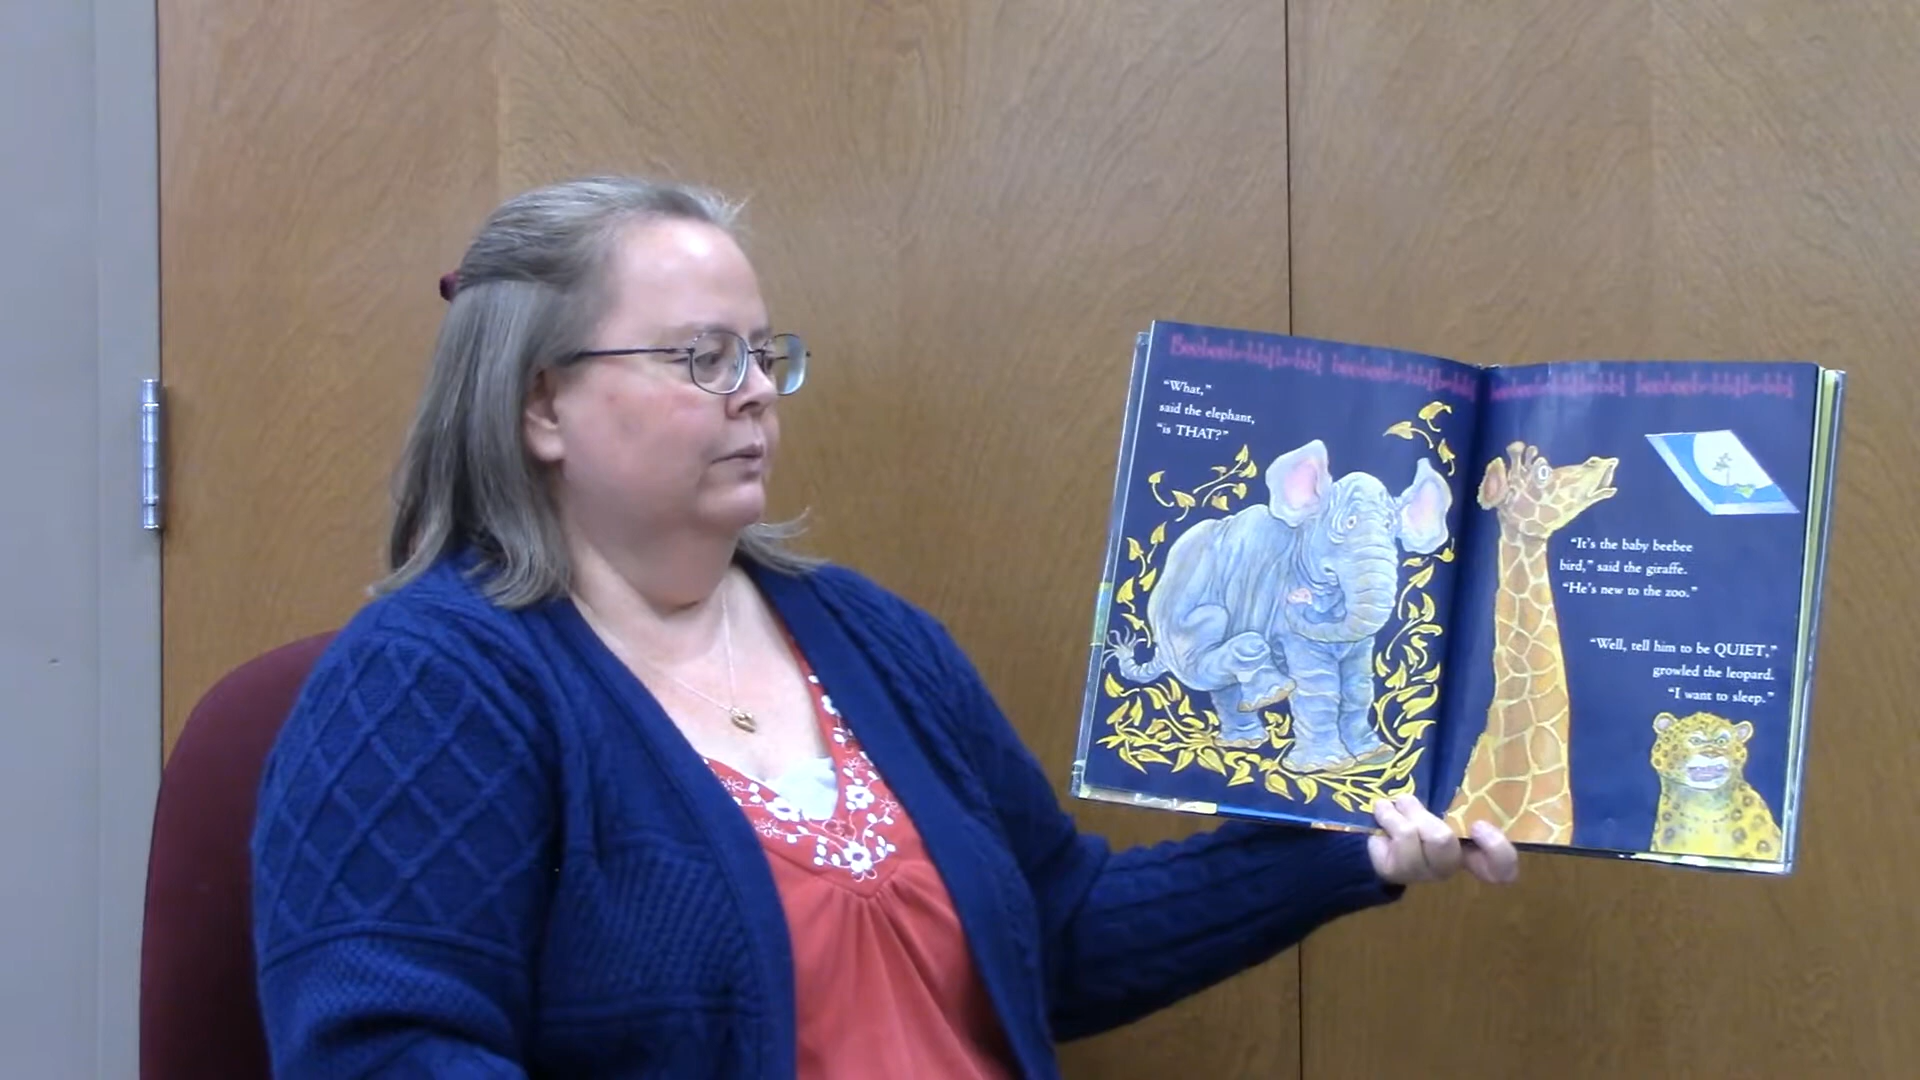 “What,”
said the elephant,
“is THAT?”
“It’s the baby beebee
bird,” said the giraffe.
“He’s new to the zoo.”
“Well, tell him to be QUIET,”
growled the leopard.
“I want to sleep.”